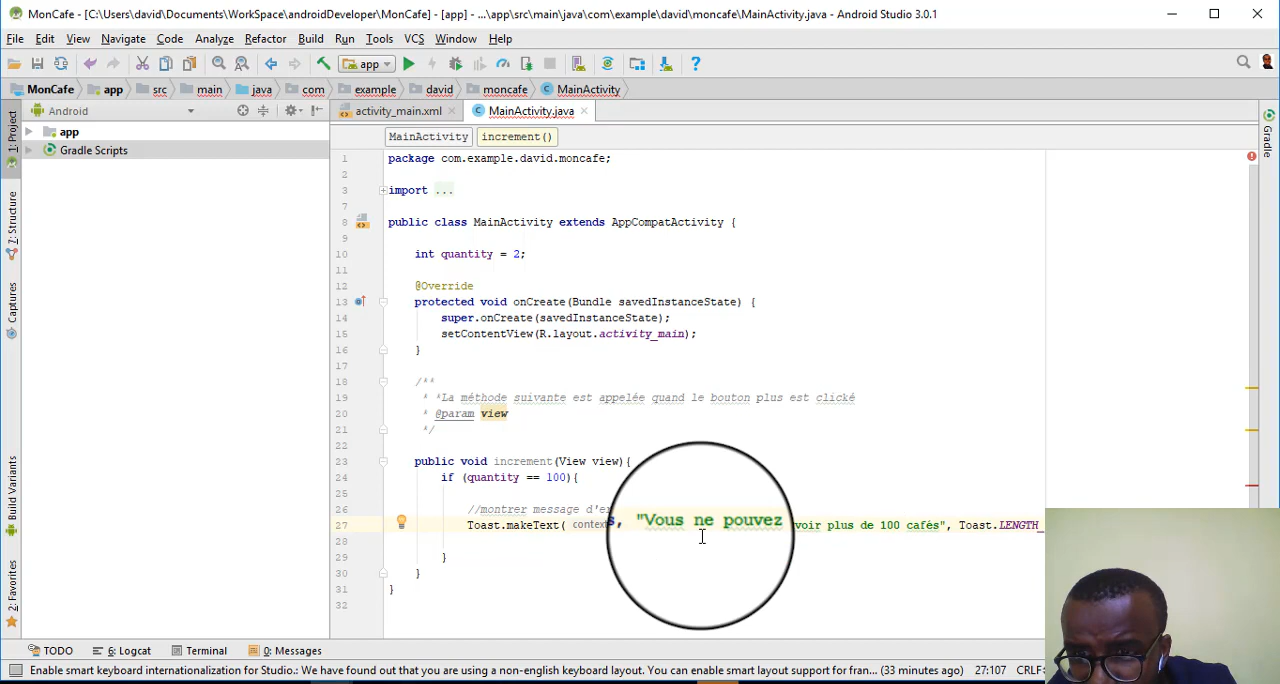 MonCafe - [C:\Users\david\Documents\WorkSpace\androidDeveloper\MonCafe] - [app] - ...\app\src\main\java\com\example\david\moncafe\MainActivity.java - Android Studio 3.0.1
File Edit View Navigate Code Analyze Refactor Build Run Tools VCS Window Help
app
MonCafe app src main java com example david moncafe MainActivity
Android
activity_main.xml MainActivity.java
app
Gradle Scripts
1: Project
7: Structure
Captures
Build Variants
2: Favorites
Gradle
MainActivity increment()
1 package com.example.david.moncafe;
2
3 import ...
7
8 public class MainActivity extends AppCompatActivity {
9
10 int quantity = 2;
11
12 @Override
13 protected void onCreate(Bundle savedInstanceState) {
14 super.onCreate(savedInstanceState);
15 setContentView(R.layout.activity_main);
16 }
17
18 /**
19 * *La méthode suivante est appelée quand le bouton plus est clické
20 * @param view
21 */
22
23 public void increment(View view){
24 if (quantity == 100){
25
26 //montrer message d'e
27 Toast.makeText( context s, "Vous ne pouvez voir plus de 100 cafés", Toast.LENGTH_
28
29 }
30 }
31 }
32
TODO 6: Logcat Terminal 0: Messages
Enable smart keyboard internationalization for Studio.: We have found out that you are using a non-english keyboard layout. You can enable smart layout support for fran... (33 minutes ago) 27:107 CRLF: